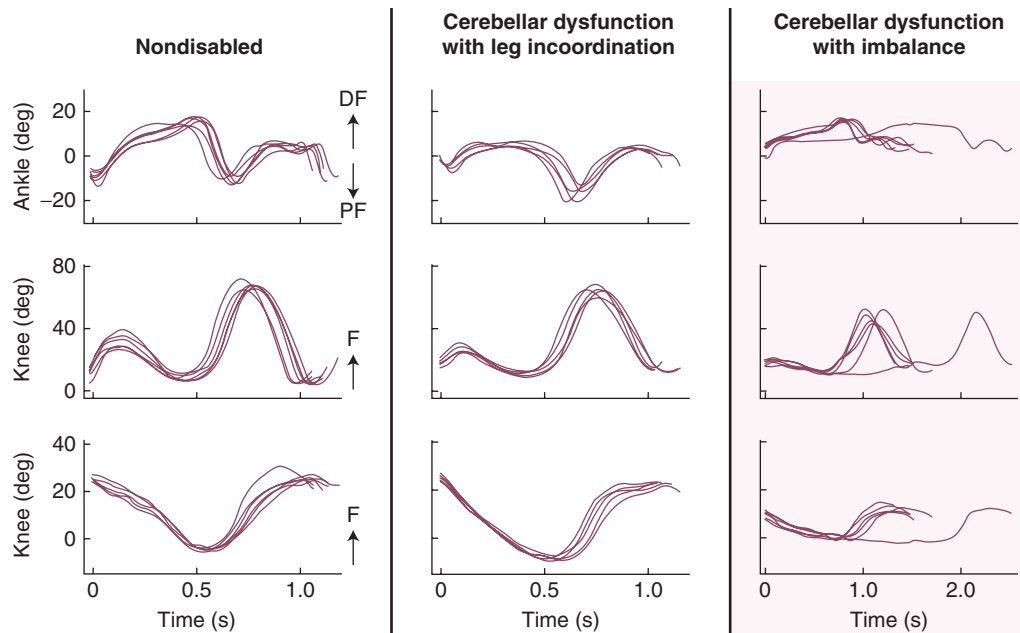 Nondisabled
Cerebellar dysfunction
with leg incoordination
Cerebellar dysfunction
with imbalance
Ankle (deg)
20
0
−20
DF
PF
Knee (deg)
80
40
0
F
Knee (deg)
40
20
0
F
0 0.5 1.0
Time (s)
0 0.5 1.0
Time (s)
0 1.0 2.0
Time (s)